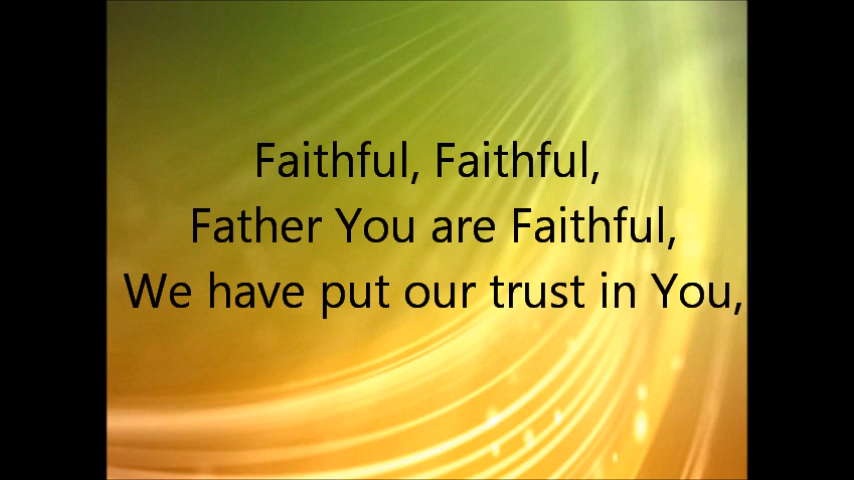 Faithful, Faithful,
Father You are Faithful,
We have put our trust in You,